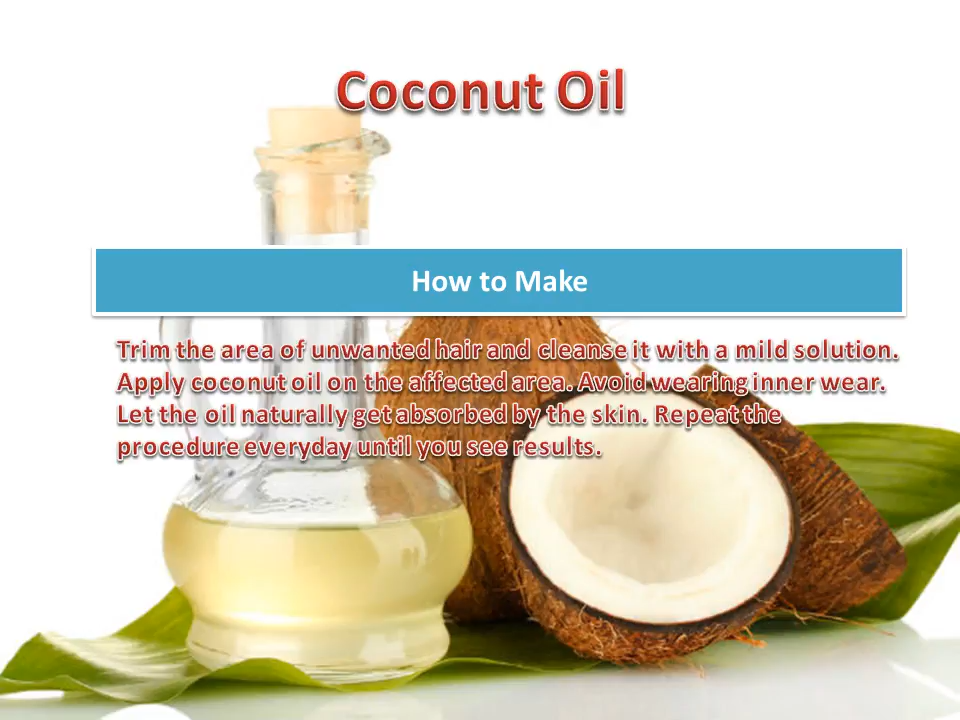 Coconut Oil
How to Make
Trim the area of unwanted hair and cleanse it with a mild solution.
Apply coconut oil on the affected area. Avoid wearing inner wear.
Let the oil naturally get absorbed by the skin. Repeat the
procedure everyday until you see results.